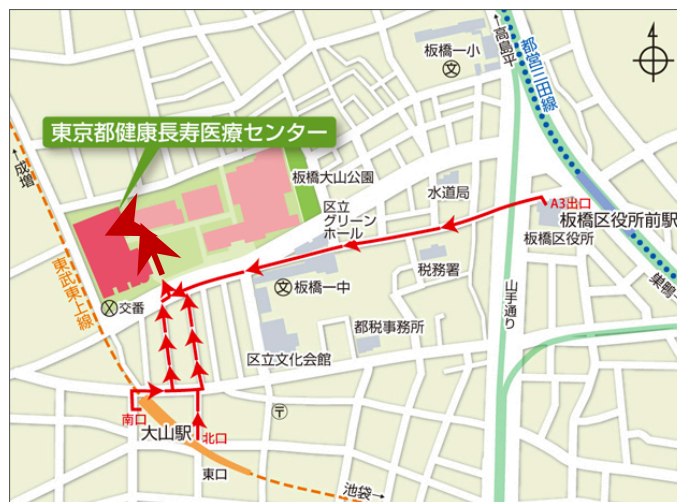 ←高島平
都営三田線
板橋一小
文
東京都健康長寿医療センター
←成増
板橋大山公園
水道局
A3出口
板橋区役所前駅
板橋区役所
区立
グリーン
ホール
東武東上線
税務署
巣鴨→
文
板橋一中
山手通り
X
交番
都税事務所
区立文化会館
南口
〒
大山駅
北口
東口
池袋→